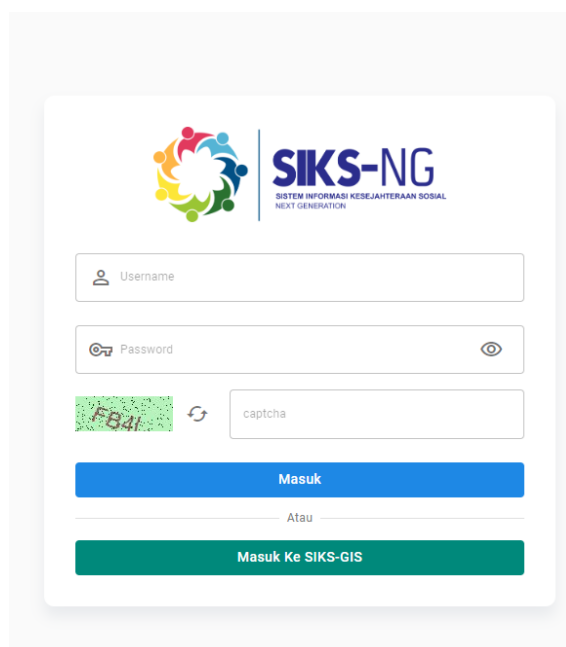 SIKS-NG
SISTEM INFORMASI KESEJAHTERAAN SOSIAL
NEXT GENERATION
Username
Password
captcha
Masuk
Atau
Masuk Ke SIKS-GIS